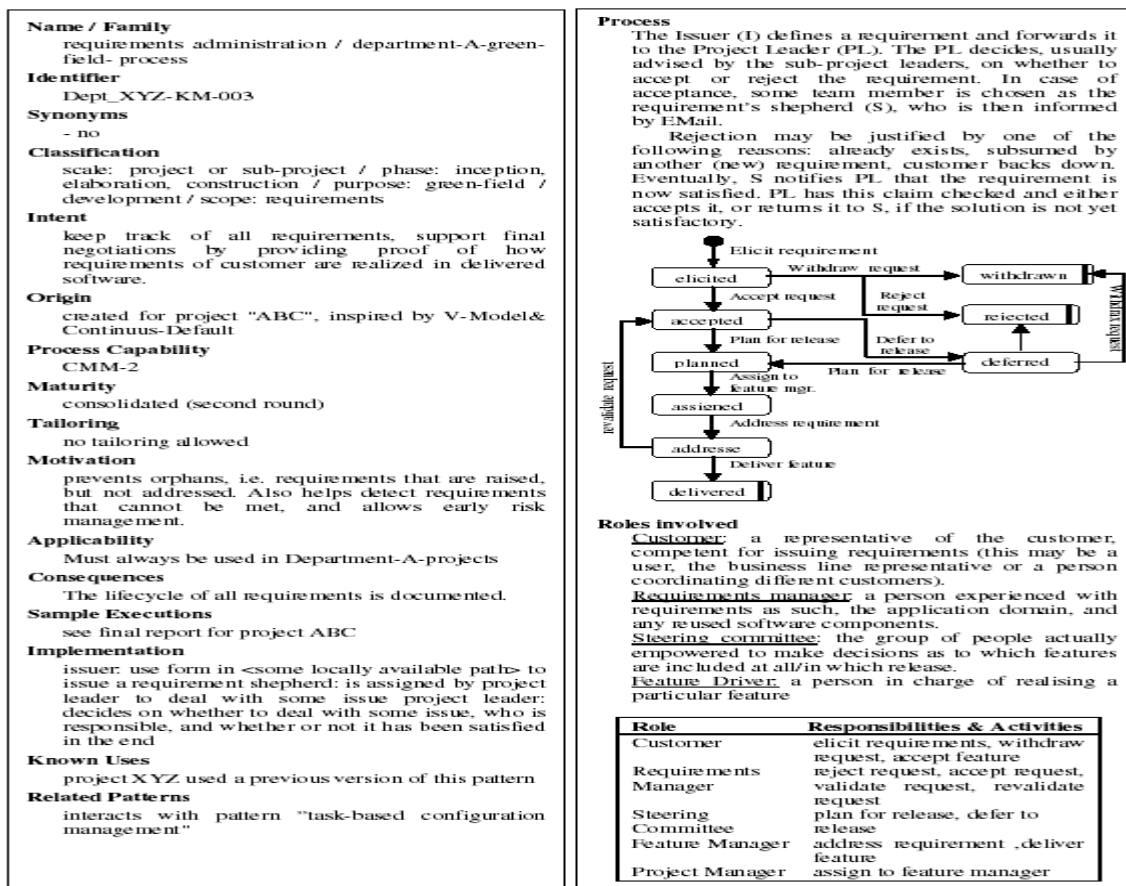 Name / Family
requirements administration / department-A-green-
field- process
Identifier
Dept_XYZ-KM-003
Synonyms
- no
Classification
scale: project or sub-project / phase: inception,
elaboration, construction / purpose: green-field /
development / scope: requirements
Intent
keep track of all requirements, support final
negotiations by providing proof of how
requirements of customer are realized in delivered
software.
Origin
created for project "ABC", inspired by V-Model&
Continuus-Default
Process Capability
CMM-2
Maturity
consolidated (second round)
Tailoring
no tailoring allowed
Motivation
prevents orphans, i.e. requirements that are raised,
but not addressed. Also helps detect requirements
that cannot be met, and allows early risk
management.
Applicability
Must always be used in Department-A-projects
Consequences
The lifecycle of all requirements is documented.
Sample Executions
see final report for project ABC
Implementation
issuer: use form in <some locally available path> to
issue a requirement shepherd: is assigned by project
leader to deal with some issue project leader:
decides on whether to deal with some issue, who is
responsible, and whether or not it has been satisfied
in the end
Known Uses
project XYZ used a previous version of this pattern
Related Patterns
interacts with pattern "task-based configuration
management"
Process
The Issuer (I) defines a requirement and forwards it
to the Project Leader (PL). The PL decides, usually
advised by the sub-project leaders, on whether to
accept or reject the requirement. In case of
acceptance, some team member is chosen as the
requirement's shepherd (S), who is then informed
by EMail.
Rejection may be justified by one of the
following reasons: already exists, subsumed by
another (new) requirement, customer backs down.
Eventually, S notifies PL that the requirement is
now satisfied. PL has this claim checked and either
accepts it, or returns it to S, if the solution is not yet
satisfactory.
Elicit requirement
elicited
Withdraw request
withdrawn
Accept request
Reject
request
Withdraw request
accepted
rejected
Plan for release
Defer to
release
planned
Plan for release
deferred
Assign to
feature mgr.
revalidate request
assigned
Address requirement
addresse
Deliver feature
delivered
Roles involved
Customer: a representative of the customer,
competent for issuing requirements (this may be a
user, the business line representative or a person
coordinating different customers).
Requirements manager: a person experienced with
requirements as such, the application domain, and
any reused software components.
Steering committee: the group of people actually
empowered to make decisions as to which features
are included at all/in which release.
Feature Driver: a person in charge of realising a
particular feature
Role Responsibilities & Activities
Customer elicit requirements, withdraw
request, accept feature
Requirements reject request, accept request,
Manager validate request, revalidate
request
Steering plan for release, defer to
Committee release
Feature Manager address requirement ,deliver
feature
Project Manager assign to feature manager